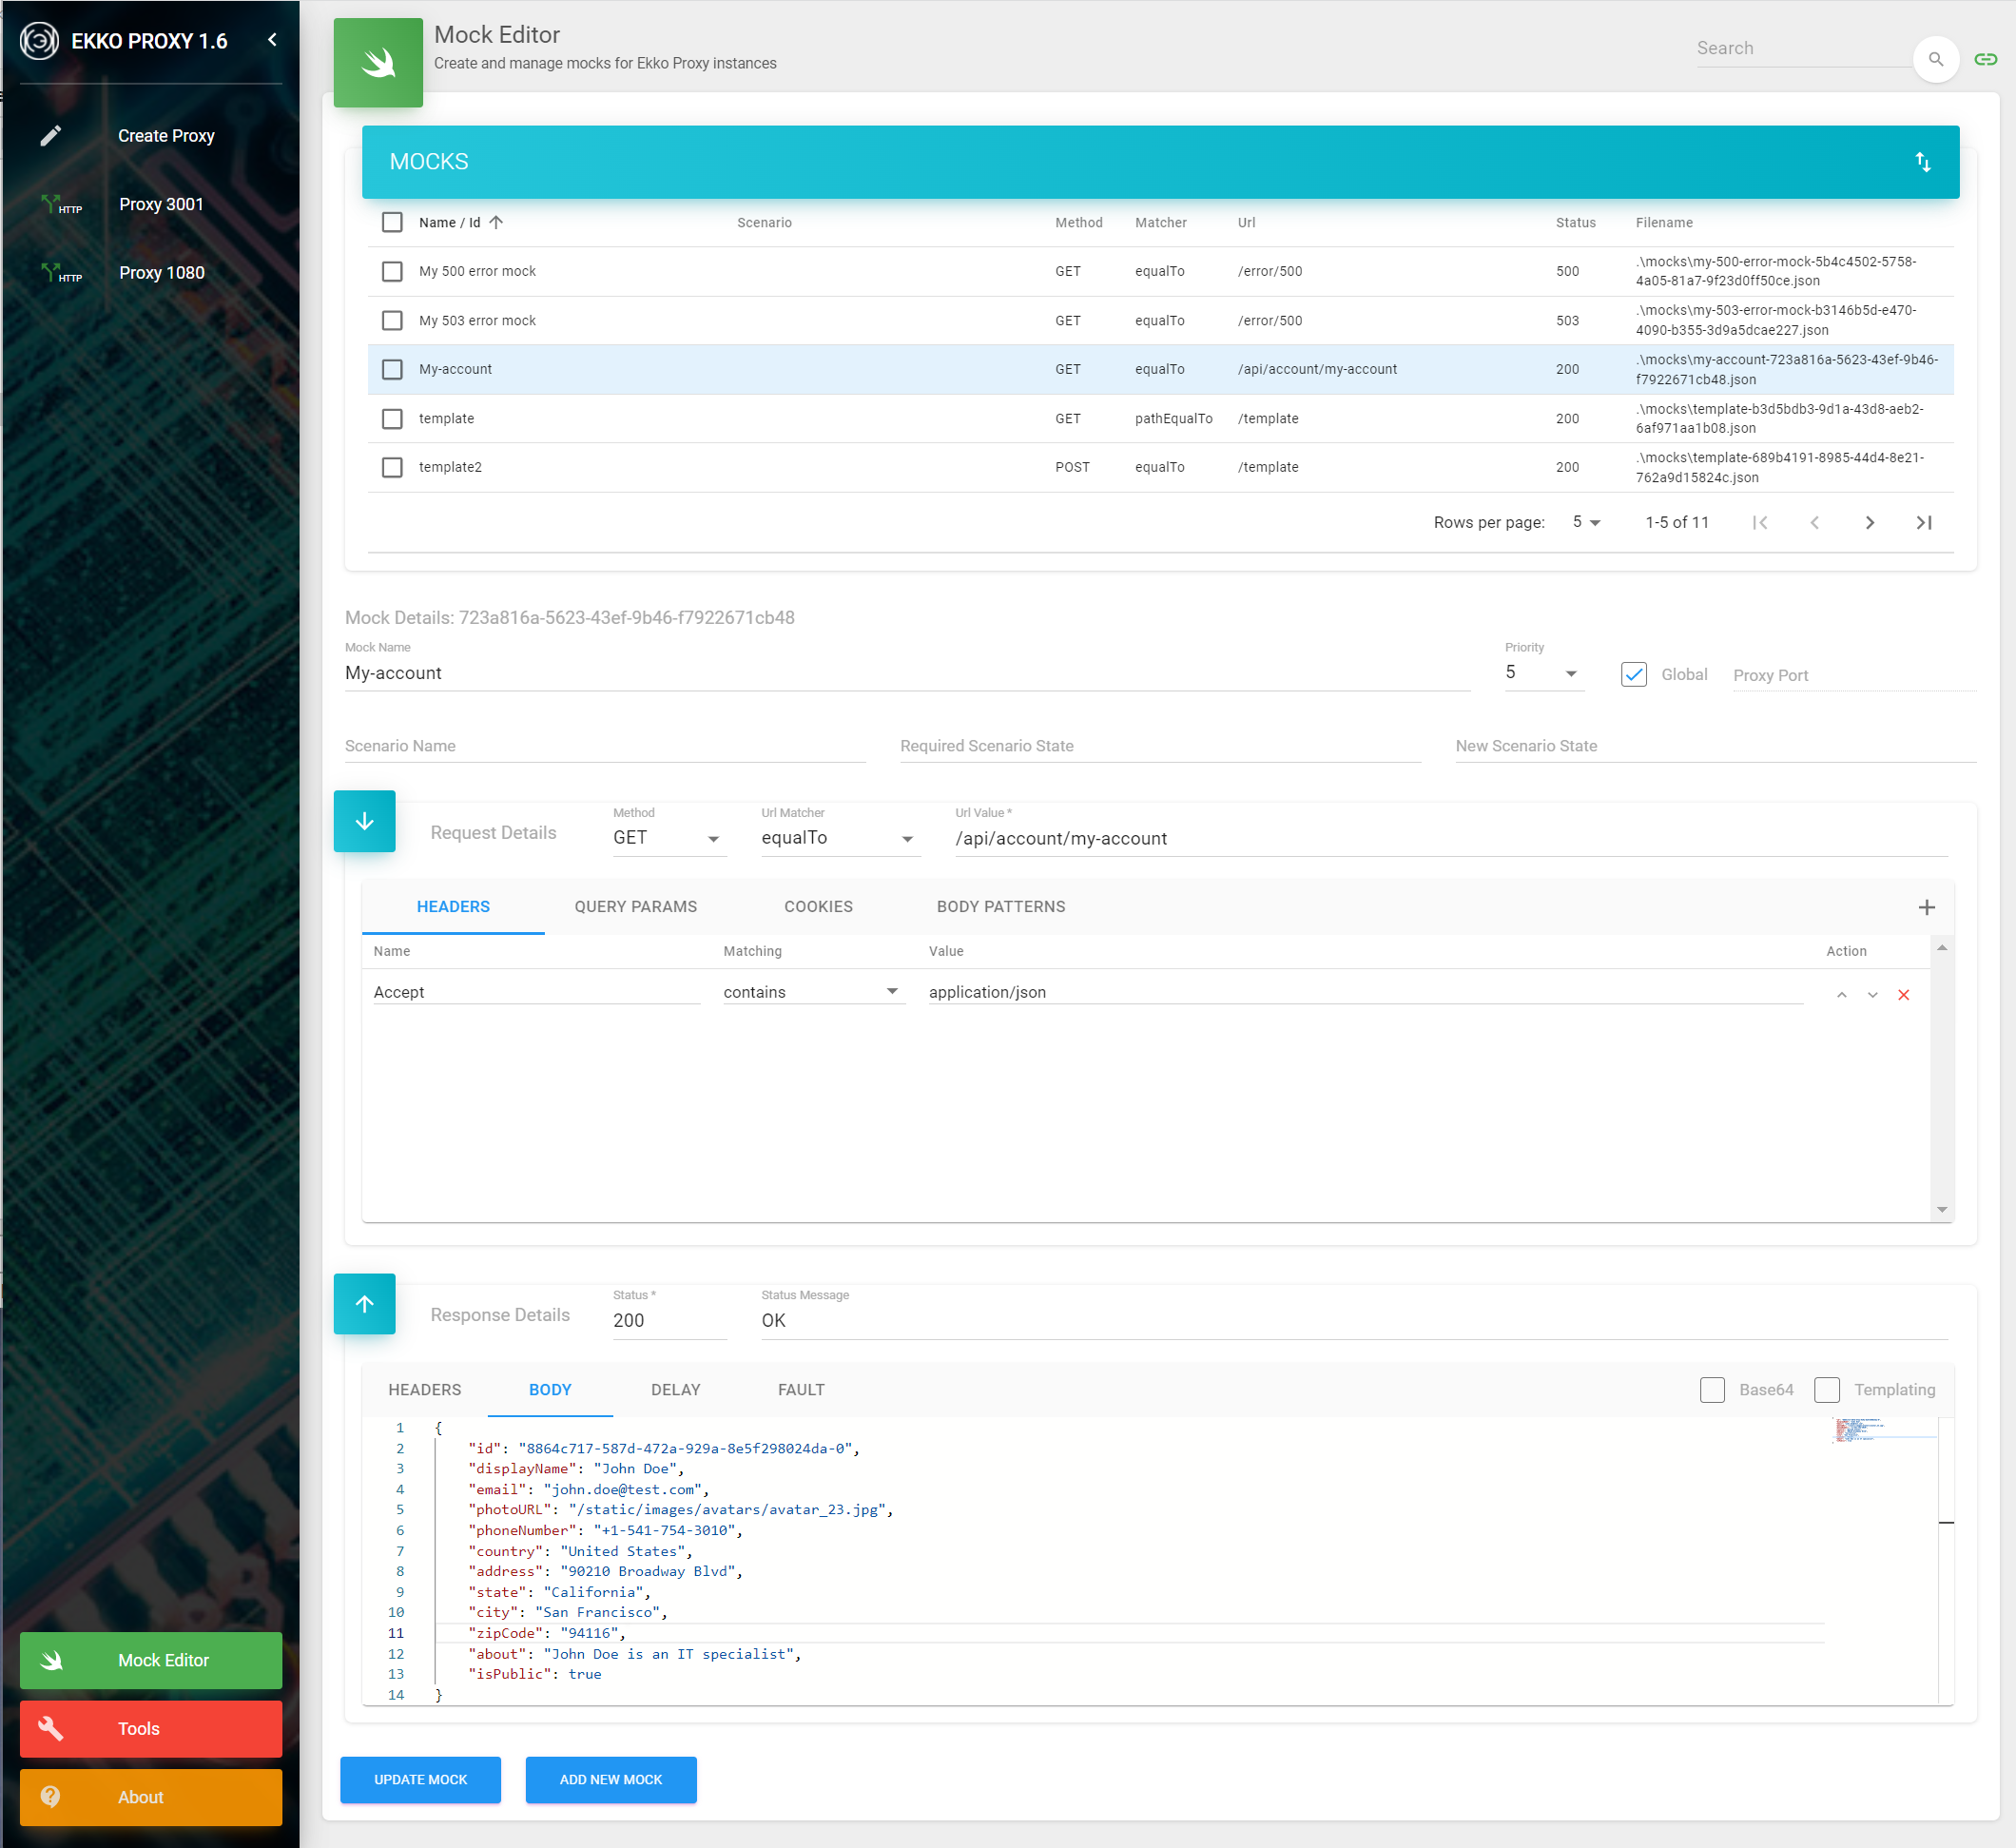 EKKO PROXY 1.6
Create Proxy
HTTP Proxy 3001
HTTP Proxy 1080
Mock Editor
Tools
About
Mock Editor
Create and manage mocks for Ekko Proxy instances
Search
MOCKS
Name / Id Scenario Method Matcher Url Status Filename
My 500 error mock GET equalTo /error/500 500 .\mocks\my-500-error-mock-5b4c4502-5758-
4a05-81a7-9f23d0ff50ce.json
My 503 error mock GET equalTo /error/500 503 .\mocks\my-503-error-mock-b3146b5d-e470-
4090-b355-3d9a5dcae227.json
My-account GET equalTo /api/account/my-account 200 .\mocks\my-account-723a816a-5623-43ef-9b46-
f7922671cb48.json
template GET pathEqualTo /template 200 .\mocks\template-b3d5bdb3-9d1a-43d8-aeb2-
6af971aa1b08.json
template2 POST equalTo /template 200 .\mocks\template-689b4191-8985-44d4-8e21-
762a9d15824c.json
Rows per page: 5 1-5 of 11
Mock Details: 723a816a-5623-43ef-9b46-f7922671cb48
Mock Name Priority
My-account 5 Global Proxy Port
Scenario Name Required Scenario State New Scenario State
Method Url Matcher Url Value *
Request Details GET equalTo /api/account/my-account
HEADERS QUERY PARAMS COOKIES BODY PATTERNS
Name Matching Value Action
Accept contains application/json
Status * Status Message
Response Details 200 OK
HEADERS BODY DELAY FAULT Base64 Templating
1 {
2 "id": "8864c717-587d-472a-929a-8e5f298024da-0",
3 "displayName": "John Doe",
4 "email": "john.doe@test.com",
5 "photoURL": "/static/images/avatars/avatar_23.jpg",
6 "phoneNumber": "+1-541-754-3010",
7 "country": "United States",
8 "address": "90210 Broadway Blvd",
9 "state": "California",
10 "city": "San Francisco",
11 "zipCode": "94116",
12 "about": "John Doe is an IT specialist",
13 "isPublic": true
14 }
UPDATE MOCK ADD NEW MOCK